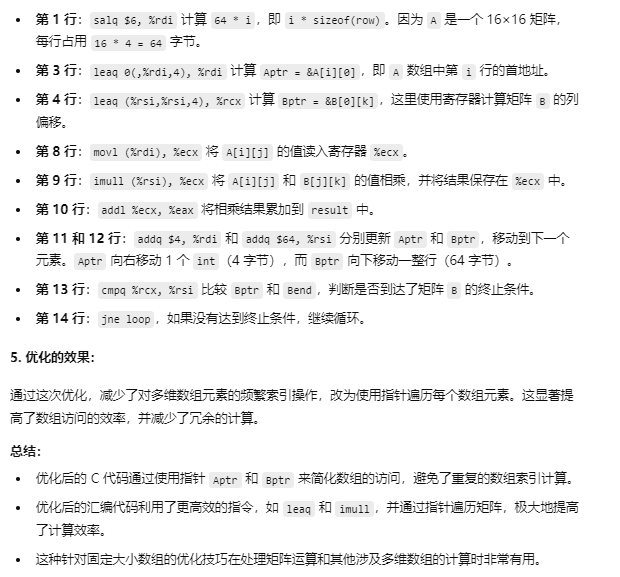 • 第 1 行：salq $6, %rdi 计算 64 * i，即 i * sizeof(row)。因为 A 是一个 16×16 矩阵，
每行占用 16 * 4 = 64 字节。
• 第 3 行：leaq 0(,%rdi,4), %rdi 计算 Aptr = &A[i][0]，即 A 数组中第 i 行的首地址。
• 第 4 行：leaq (%rsi,%rsi,4), %rcx 计算 Bptr = &B[0][k]，这里使用寄存器计算矩阵 B 的列
偏移。
• 第 8 行：movl (%rdi), %ecx 将 A[i][j] 的值读入寄存器 %ecx。
• 第 9 行：imull (%rsi), %ecx 将 A[i][j] 和 B[j][k] 的值相乘，并将结果保存在 %ecx 中。
• 第 10 行：addl %ecx, %eax 将相乘结果累加到 result 中。
• 第 11 和 12 行：addq $4, %rdi 和 addq $64, %rsi 分别更新 Aptr 和 Bptr，移动到下一个
元素。Aptr 向右移动 1 个 int（4 字节），而 Bptr 向下移动一整行（64 字节）。
• 第 13 行：cmpq %rcx, %rsi 比较 Bptr 和 Bend，判断是否到达了矩阵 B 的终止条件。
• 第 14 行：jne loop，如果没有达到终止条件，继续循环。
5. 优化的效果：
通过这次优化，减少了对多维数组元素的频繁索引操作，改为使用指针遍历每个数组元素。这显著提
高了数组访问的效率，并减少了冗余的计算。
总结：
• 优化后的 C 代码通过使用指针 Aptr 和 Bptr 来简化数组的访问，避免了重复的数组索引计算。
• 优化后的汇编代码利用了更高效的指令，如 leaq 和 imull，并通过指针遍历矩阵，极大地提高
了计算效率。
• 这种针对固定大小数组的优化技巧在处理矩阵运算和其他涉及多维数组的计算时非常有用。